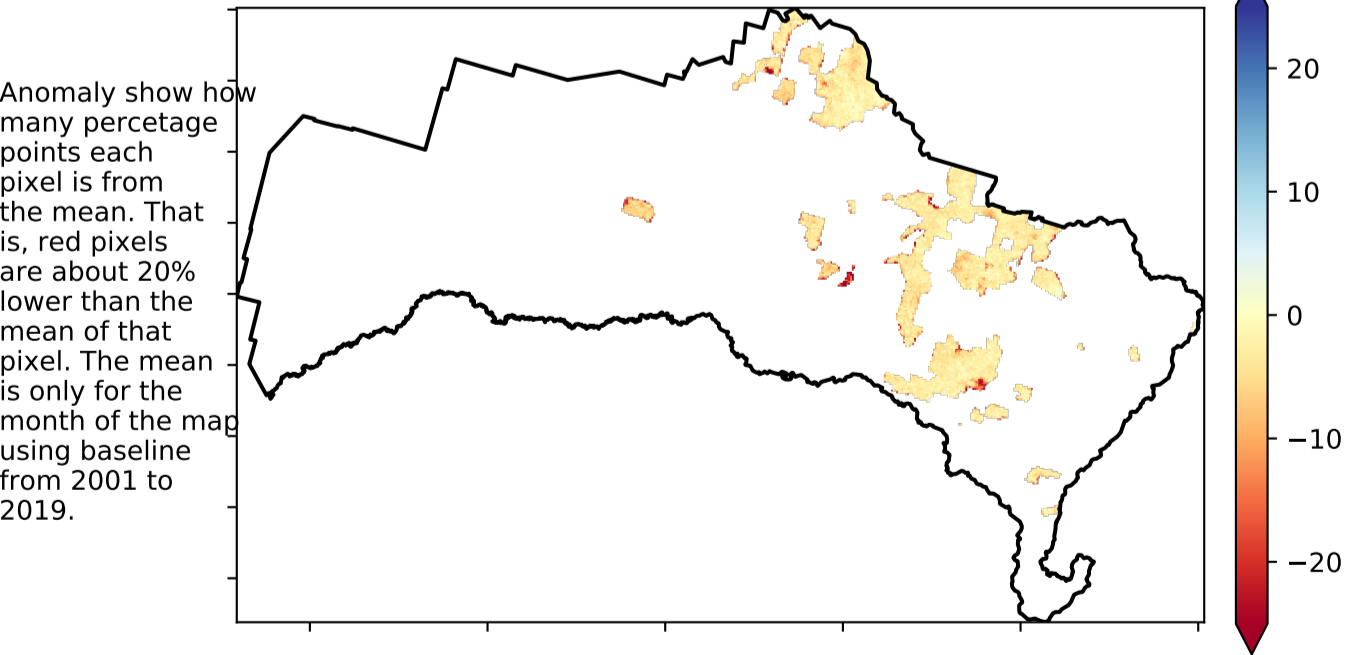 Anomaly show how
many percetage
points each
pixel is from
the mean. That
is, red pixels
are about 20%
lower than the
mean of that
pixel. The mean
is only for the
month of the map
using baseline
from 2001 to
2019.
20
10
0
−10
−20